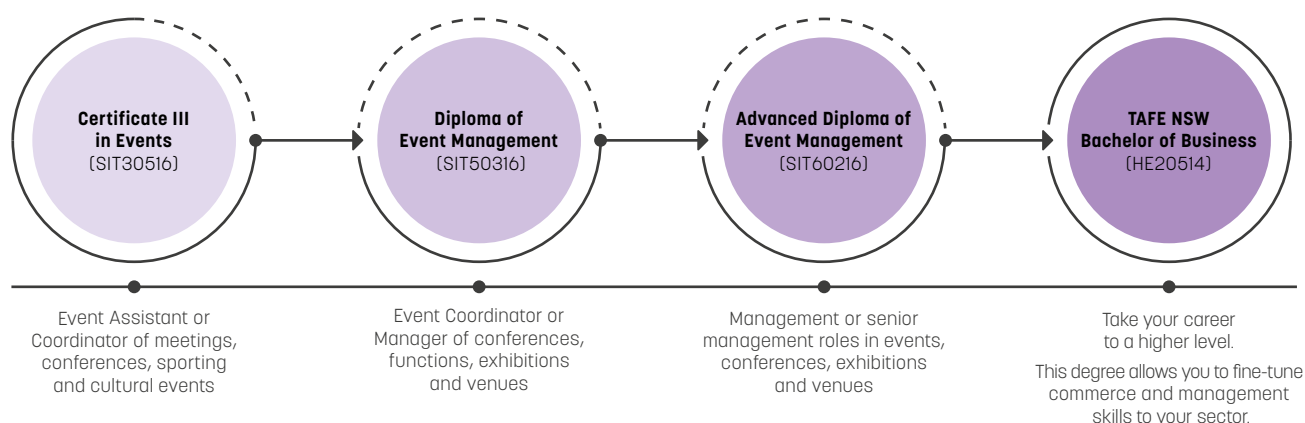 Certificate III
in Events
(SIT30516)
Diploma of
Event Management
(SIT50316)
Advanced Diploma of
Event Management
(SIT60216)
TAFE NSW
Bachelor of Business
(HE20514)
Event Assistant or
Coordinator of meetings,
conferences, sporting
and cultural events
Event Coordinator or
Manager of conferences,
functions, exhibitions
and venues
Management or senior
management roles in events,
conferences, exhibitions
and venues
Take your career
to a higher level.
This degree allows you to fine-tune
commerce and management
skills to your sector.